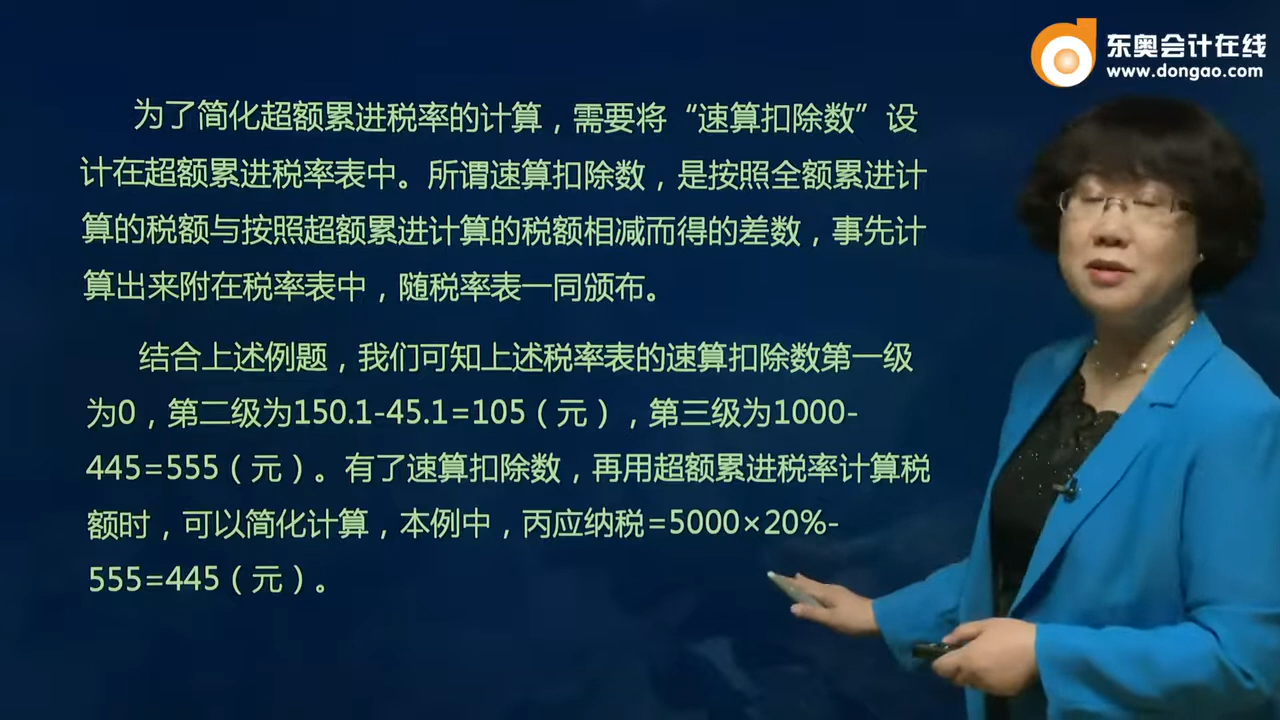 东奥会计在线
www.dongao.com
为了简化超额累进税率的计算，需要将“速算扣除数”设
计在超额累进税率表中。所谓速算扣除数，是按照全额累进计
算的税额与按照超额累进计算的税额相减而得的差数，事先计
算出来附在税率表中，随税率表一同颁布。
结合上述例题，我们可知上述税率表的速算扣除数第一级
为0，第二级为150.1-45.1=105（元），第三级为1000-
445=555（元）。有了速算扣除数，再用超额累进税率计算税
额时，可以简化计算，本例中，丙应纳税=5000×20%-
555=445（元）。